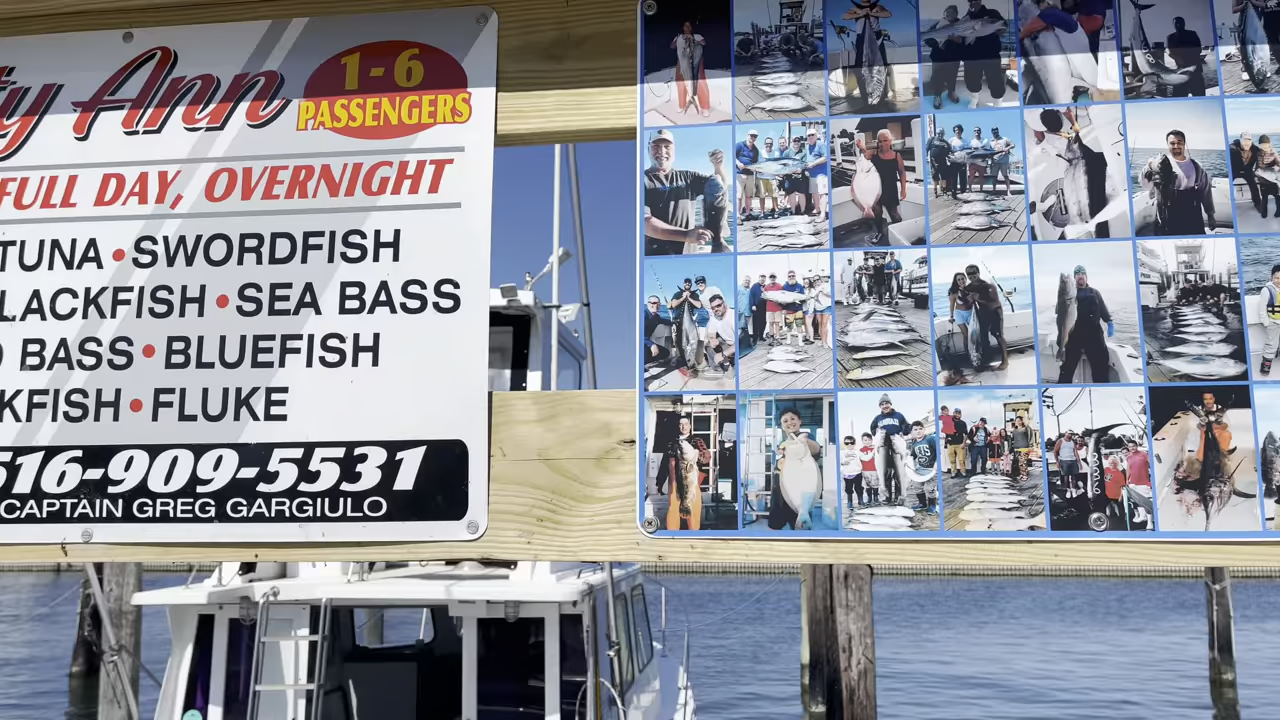 ty Ann
1-6
PASSENGERS
FULL DAY, OVERNIGHT
TUNA • SWORDFISH
LACKFISH • SEA BASS
BASS • BLUEFISH
KFISH • FLUKE
516-909-5531
CAPTAIN GREG GARGIULO